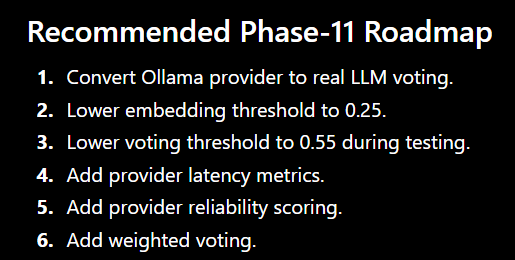 Recommended Phase-11 Roadmap
1. Convert Ollama provider to real LLM voting.
2. Lower embedding threshold to 0.25.
3. Lower voting threshold to 0.55 during testing.
4. Add provider latency metrics.
5. Add provider reliability scoring.
6. Add weighted voting.